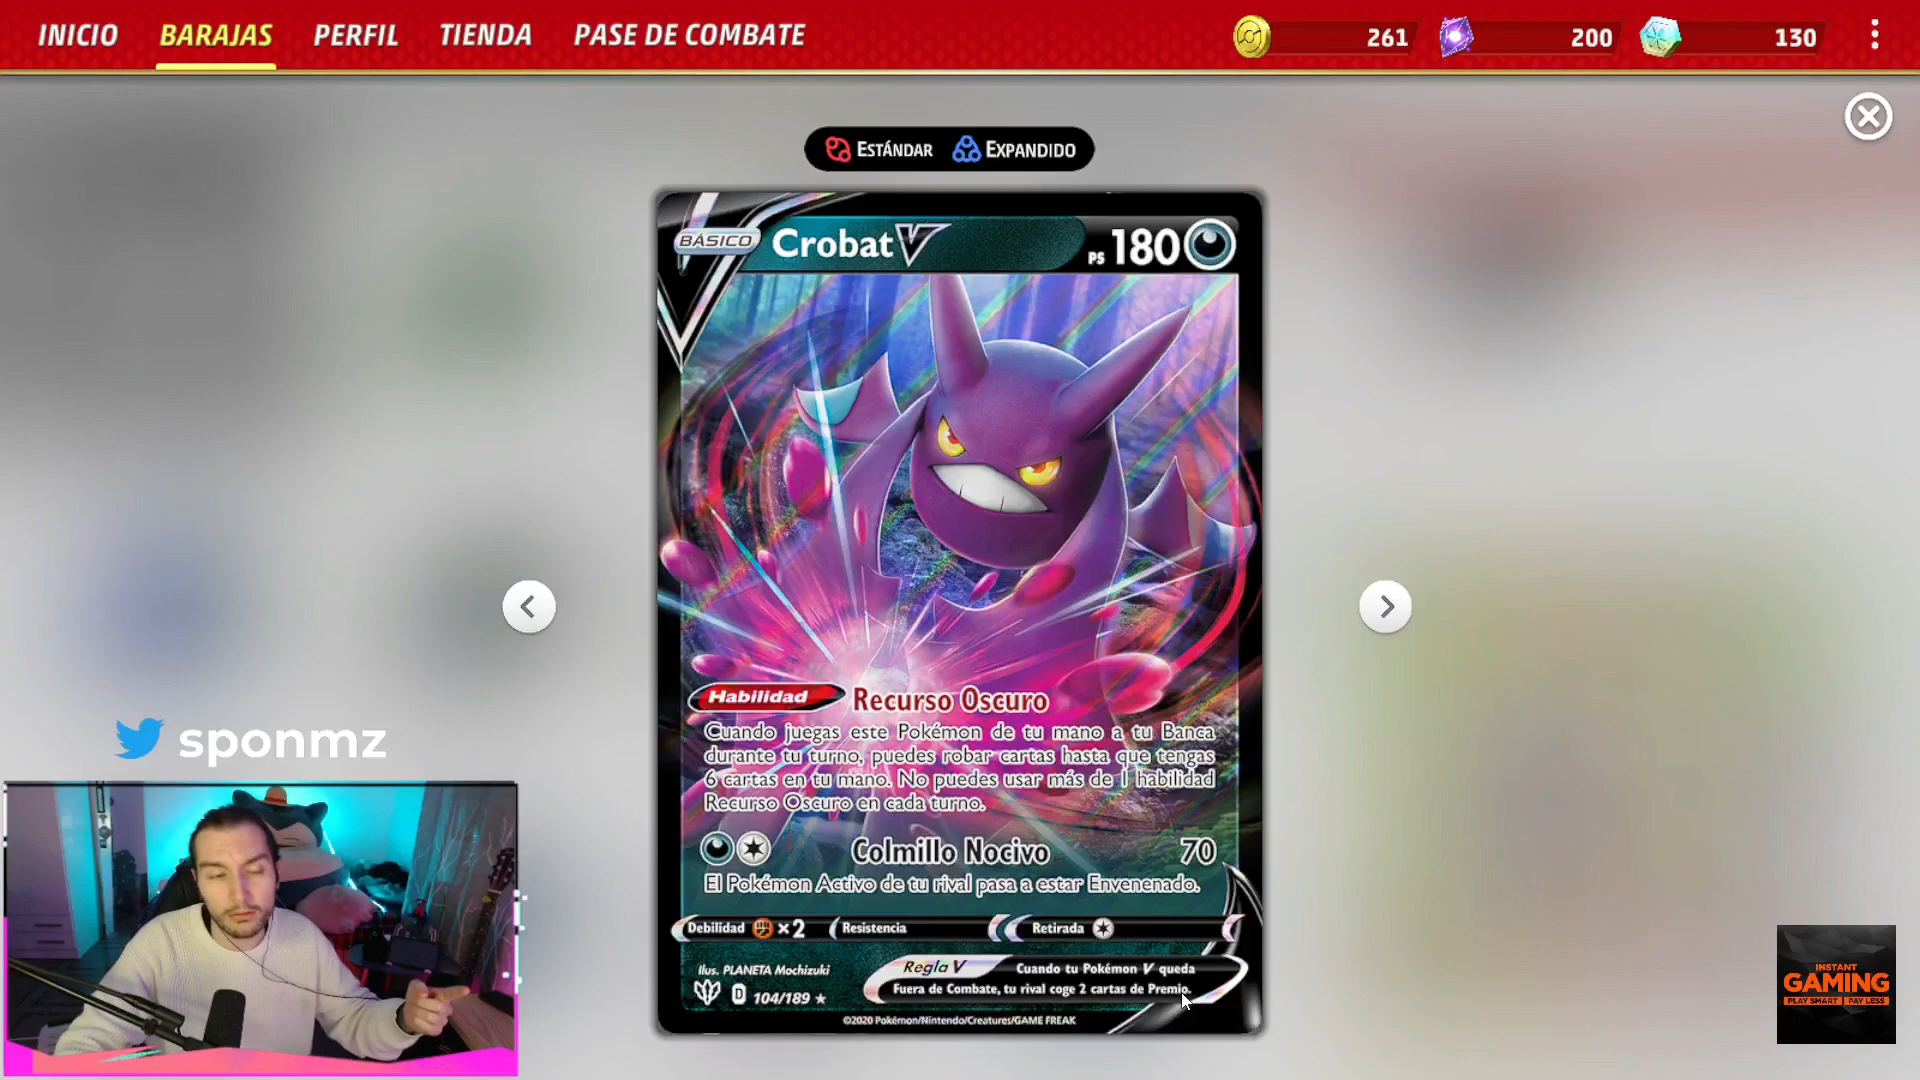 INICIO BARAJAS PERFIL TIENDA PASE DE COMBATE 261 200 130
ESTÁNDAR EXPANDIDO
BÁSICO Crobat V PS 180
Habilidad Recurso Oscuro
Cuando juegas este Pokémon de tu mano a tu Banca
durante tu turno, puedes robar cartas hasta que tengas
6 cartas en tu mano. No puedes usar más de 1 habilidad
Recurso Oscuro en cada turno.
Colmillo Nocivo 70
El Pokémon Activo de tu rival pasa a estar Envenenado.
Debilidad ×2 Resistencia Retirada
Ilus. PLANETA Mochizuki
Regla V Cuando tu Pokémon V queda
Fuera de Combate, tu rival coge 2 cartas de Premio.
D 104/189 ★
©2020 Pokémon/Nintendo/Creatures/GAME FREAK
sponmz
INSTANT
GAMING
PLAY SMART | PAY LESS